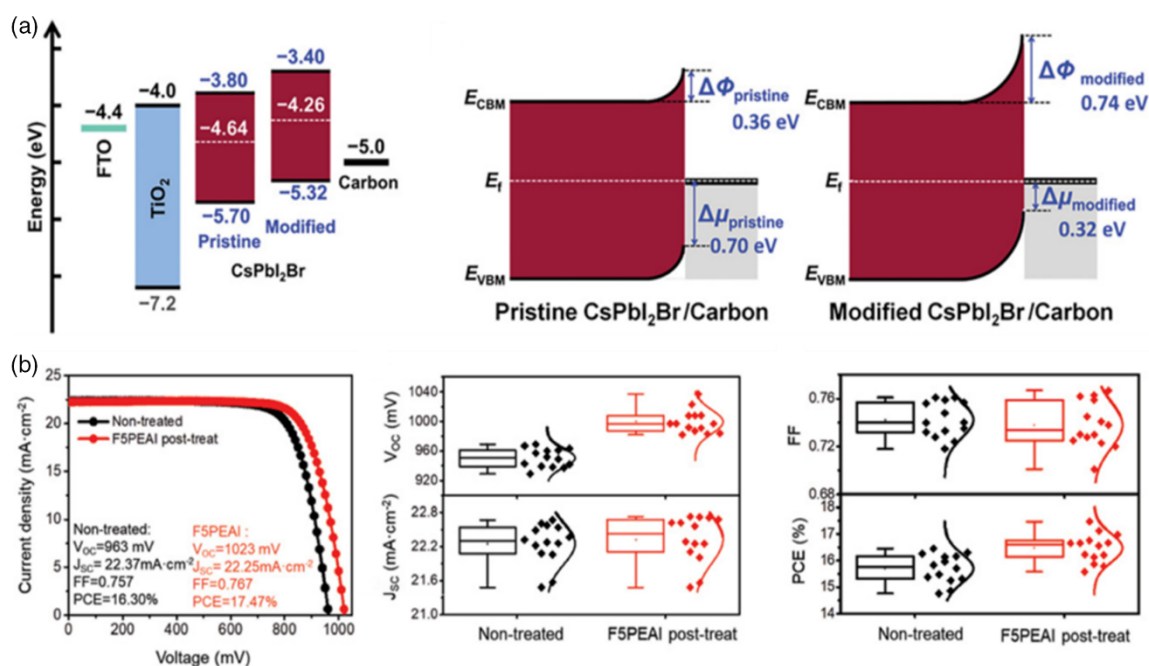 (a)
Energy (eV)
−4.4
FTO
−4.0
TiO2
−7.2
−3.80
−4.64
−5.70
Pristine
−3.40
−4.26
−5.32
Modified
CsPbI2Br
−5.0
Carbon
ECBM
Ef
EVBM
ΔΦpristine
0.36 eV
Δμpristine
0.70 eV
Pristine CsPbI2Br/Carbon
ECBM
Ef
EVBM
ΔΦmodified
0.74 eV
Δμmodified
0.32 eV
Modified CsPbI2Br/Carbon
(b)
Current density (mA·cm-2)
25
20
15
10
5
0
Non-treated
F5PEAI post-treat
Non-treated:
VOC=963 mV
JSC= 22.37mA·cm-2
FF=0.757
PCE=16.30%
F5PEAI :
VOC=1023 mV
JSC= 22.25mA·cm-2
FF=0.767
PCE=17.47%
0 200 400 600 800 1000
Voltage (mV)
VOC (mV)
1040
1000
960
920
JSC (mA·cm-2)
22.8
22.2
21.6
21.0
Non-treated F5PEAI post-treat
FF
0.76
0.72
0.68
PCE (%)
18
17
16
15
14
Non-treated F5PEAI post-treat